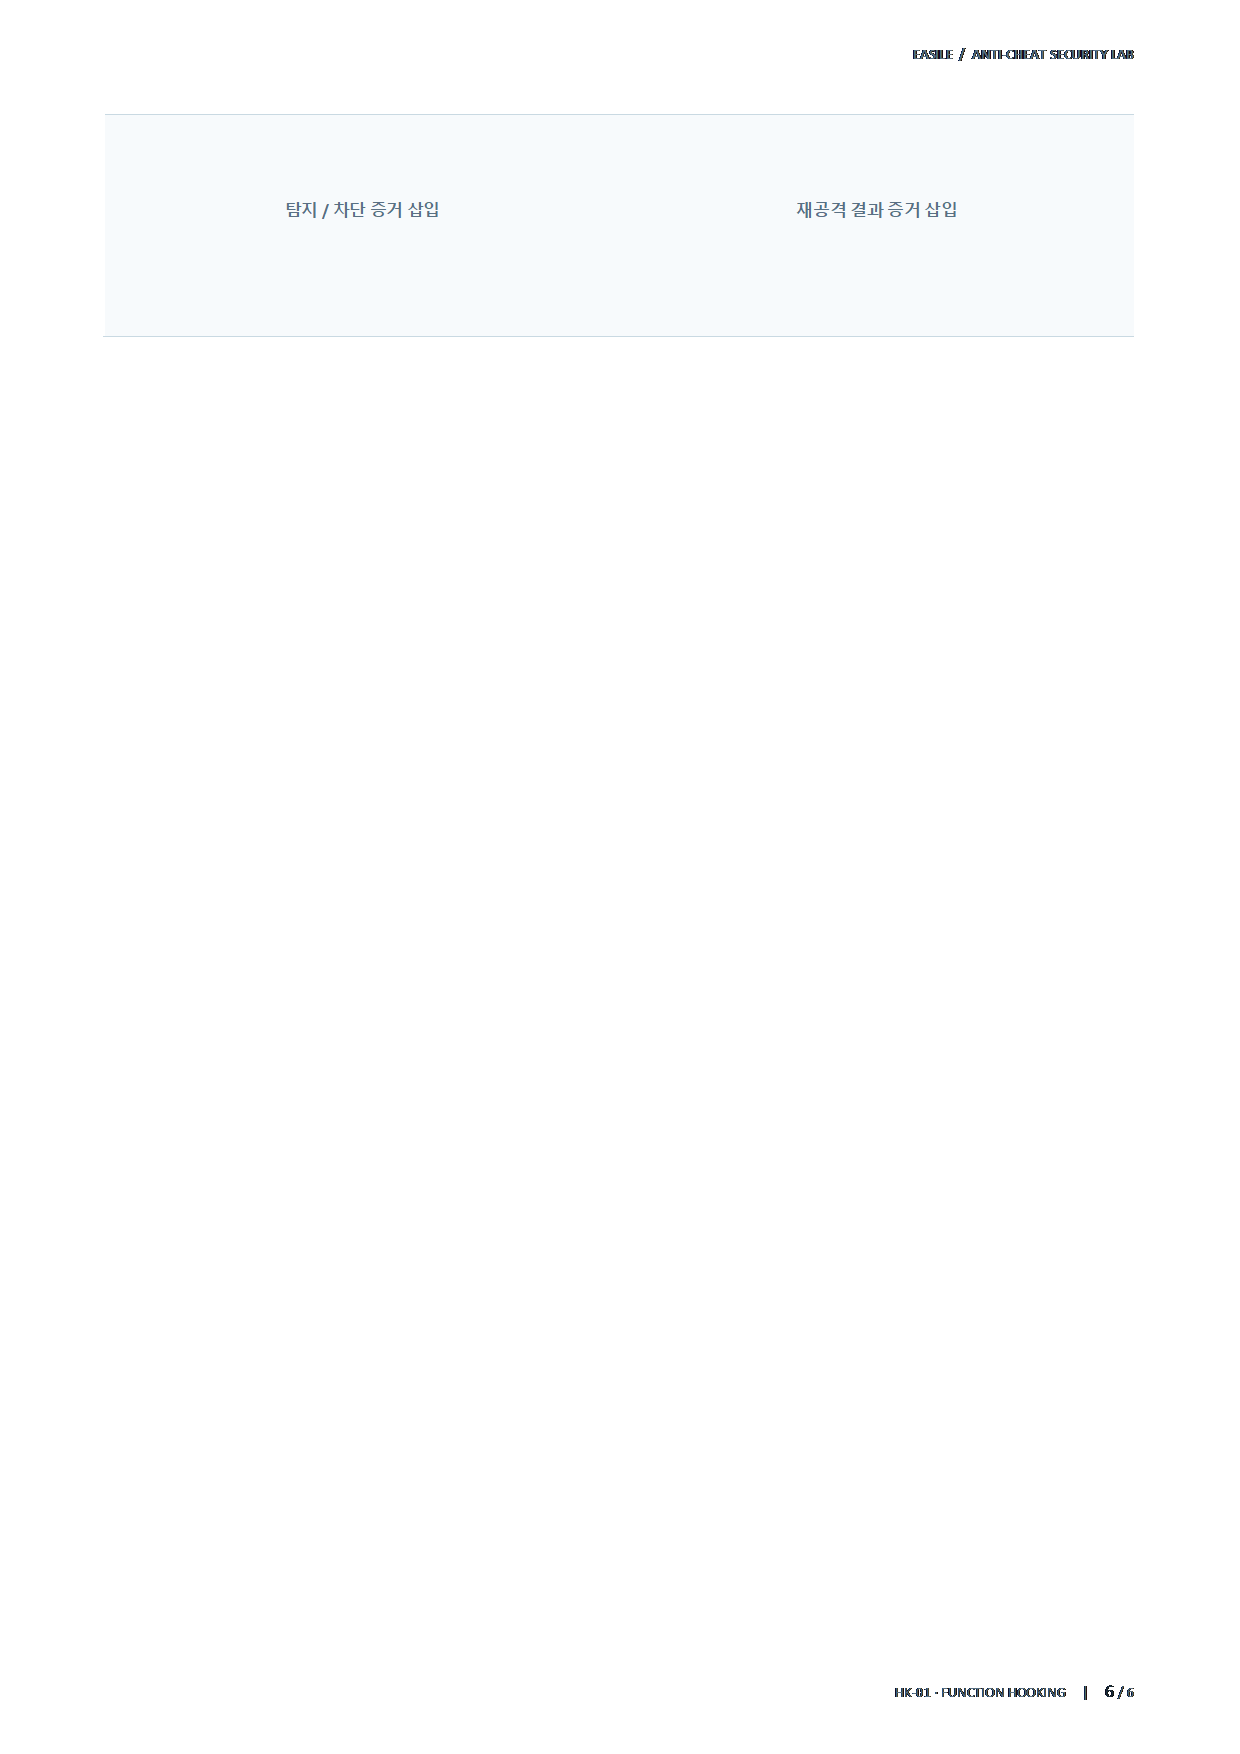 EASILE / ANTI-CHEAT SECURITY LAB
탐지 / 차단 증거 삽입
재공격 결과 증거 삽입
HK-01 · FUNCTION HOOKING | 6 / 6